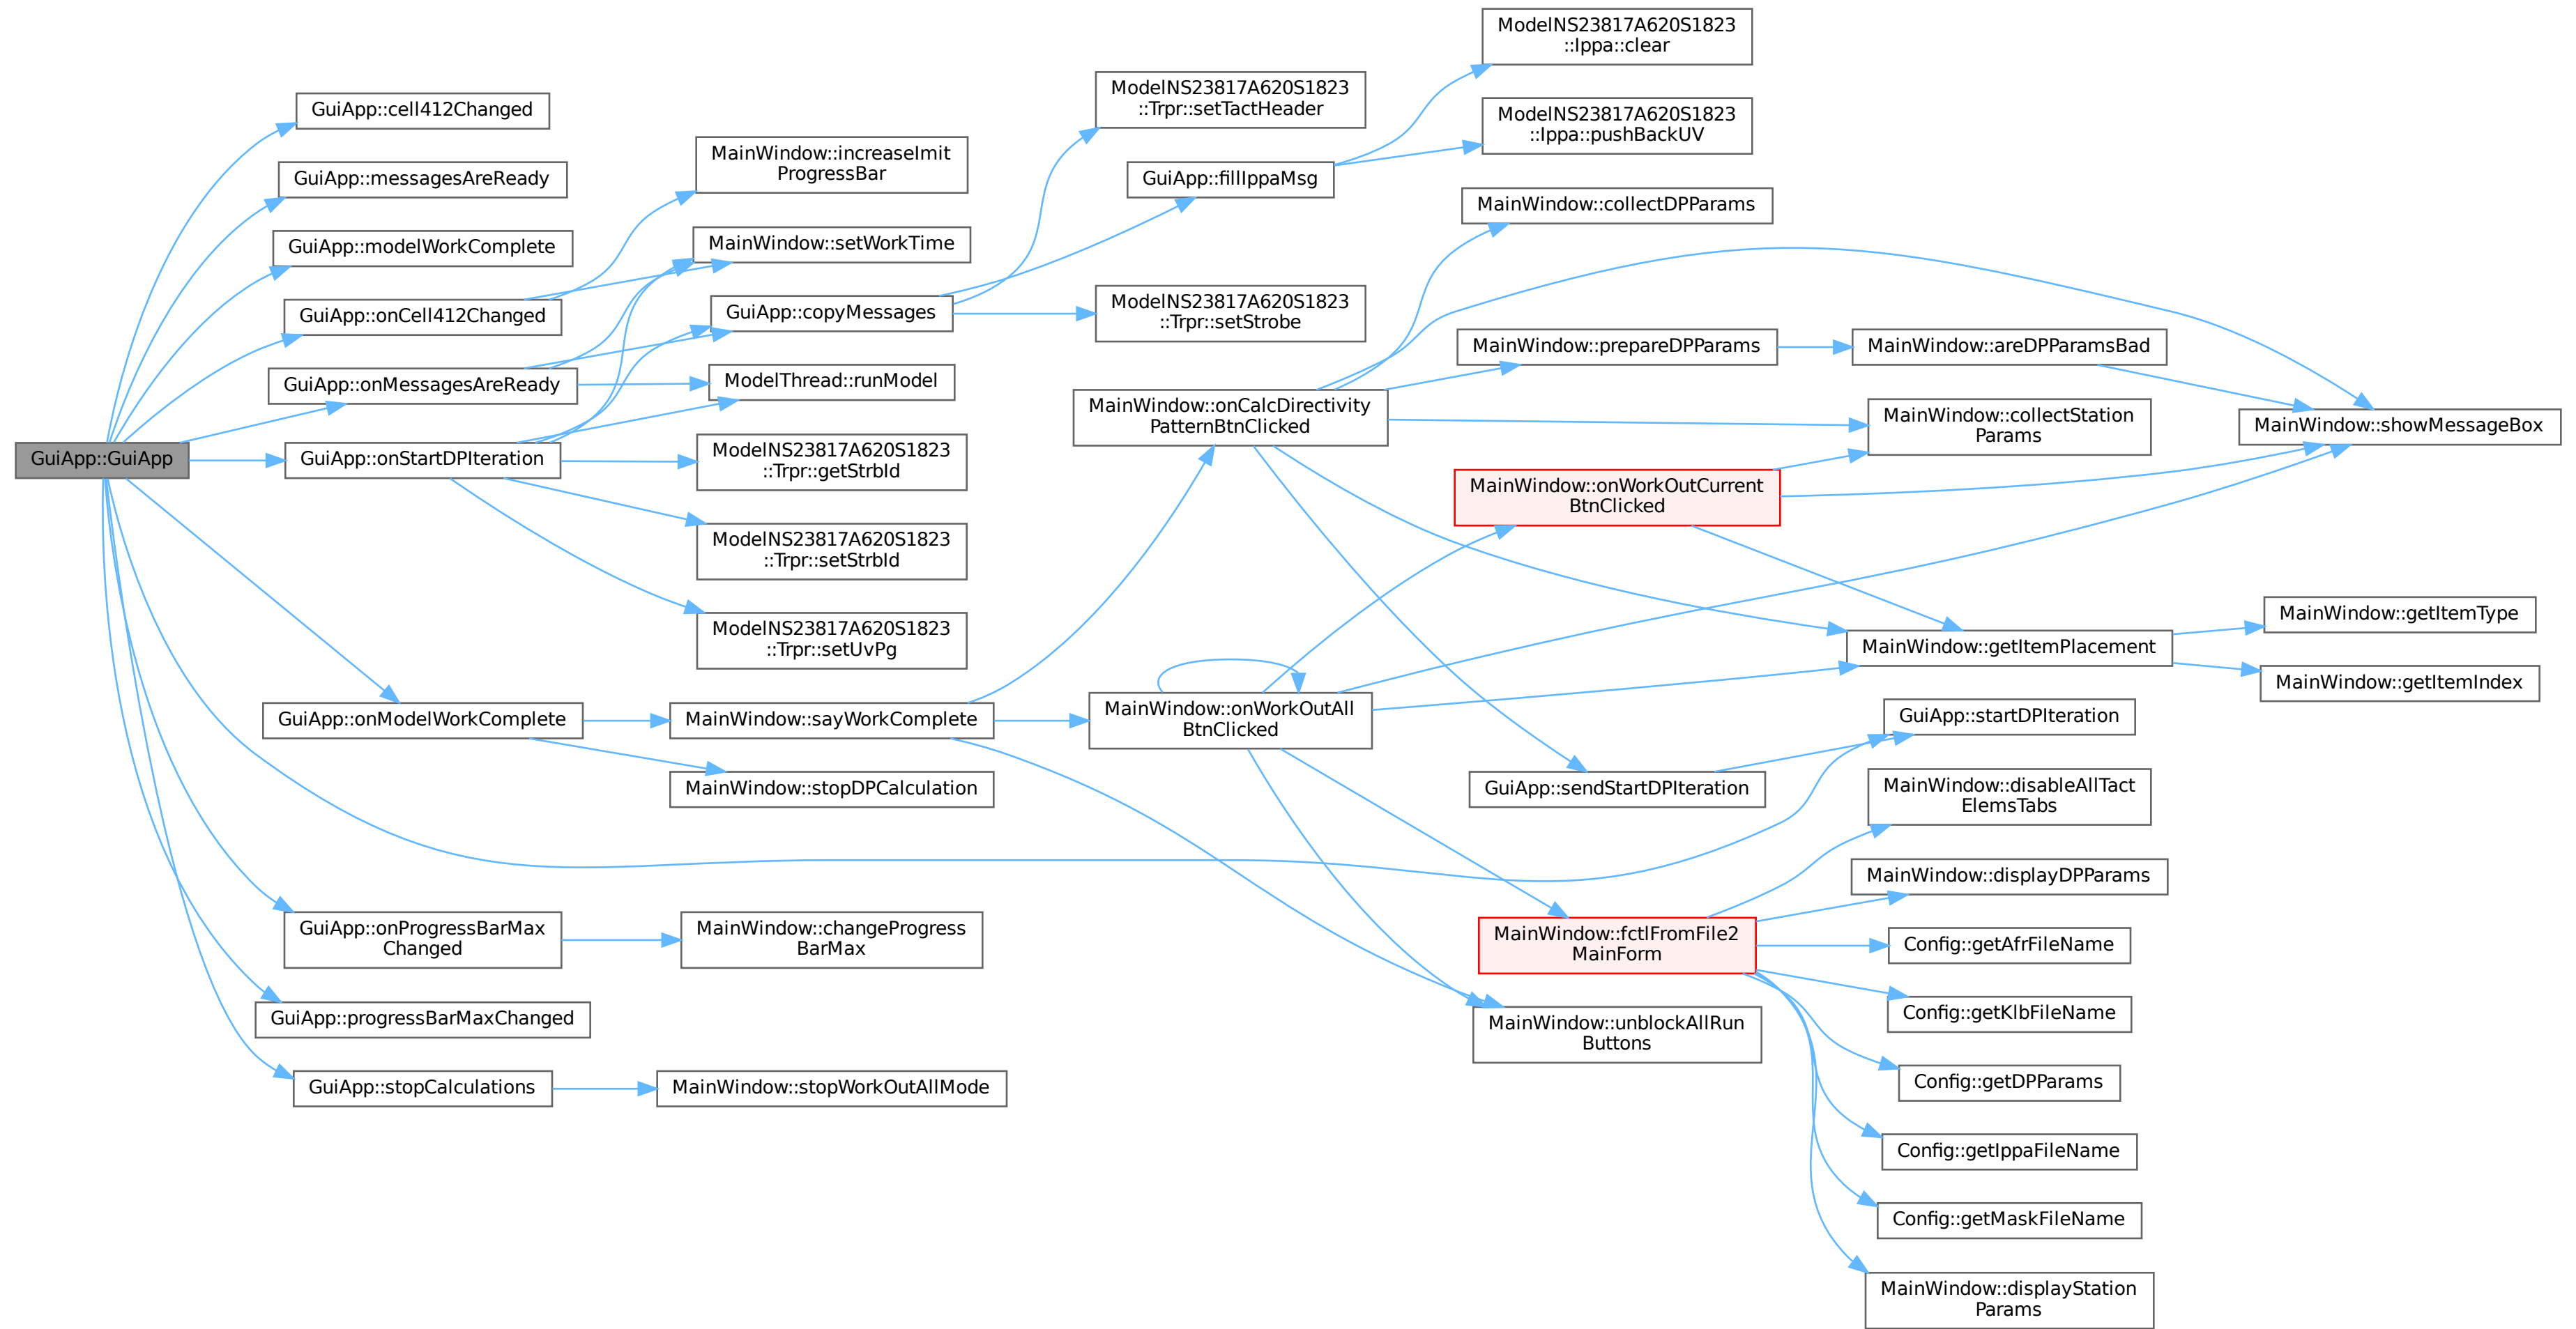 GuiApp::GuiApp
GuiApp::cell412Changed
GuiApp::messagesAreReady
GuiApp::modelWorkComplete
GuiApp::onCell412Changed
GuiApp::onMessagesAreReady
GuiApp::onStartDPIteration
GuiApp::onModelWorkComplete
GuiApp::onProgressBarMax
Changed
GuiApp::progressBarMaxChanged
GuiApp::stopCalculations
MainWindow::increaseImit
ProgressBar
MainWindow::setWorkTime
GuiApp::copyMessages
ModelThread::runModel
ModelNS23817A620S1823
::Trpr::getStrbId
ModelNS23817A620S1823
::Trpr::setStrbId
ModelNS23817A620S1823
::Trpr::setUvPg
MainWindow::sayWorkComplete
MainWindow::stopDPCalculation
MainWindow::changeProgress
BarMax
MainWindow::stopWorkOutAllMode
ModelNS23817A620S1823
::Trpr::setTactHeader
GuiApp::fillIppaMsg
ModelNS23817A620S1823
::Trpr::setStrobe
MainWindow::onCalcDirectivity
PatternBtnClicked
MainWindow::onWorkOutAll
BtnClicked
ModelNS23817A620S1823
::Ippa::clear
ModelNS23817A620S1823
::Ippa::pushBackUV
MainWindow::collectDPParams
MainWindow::prepareDPParams
MainWindow::onWorkOutCurrent
BtnClicked
GuiApp::sendStartDPIteration
MainWindow::fctlFromFile2
MainForm
MainWindow::unblockAllRun
Buttons
MainWindow::areDPParamsBad
MainWindow::collectStation
Params
MainWindow::getItemPlacement
GuiApp::startDPIteration
MainWindow::disableAllTact
ElemsTabs
MainWindow::displayDPParams
Config::getAfrFileName
Config::getKlbFileName
Config::getDPParams
Config::getIppaFileName
Config::getMaskFileName
MainWindow::displayStation
Params
MainWindow::showMessageBox
MainWindow::getItemType
MainWindow::getItemIndex